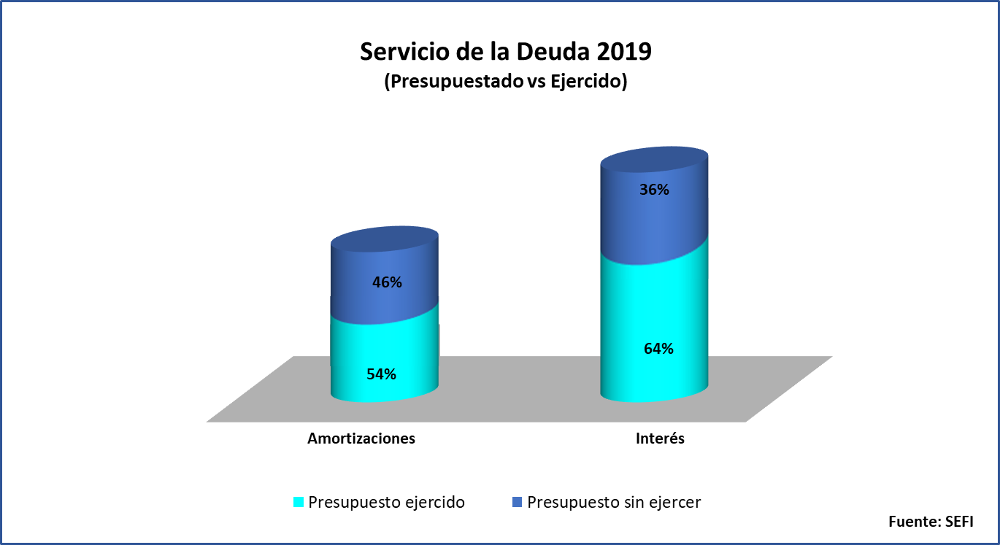 Servicio de la Deuda 2019
(Presupuestado vs Ejercido)
36%
46%
64%
54%
Amortizaciones
Interés
Presupuesto ejercido
Presupuesto sin ejercer
Fuente: SEFI